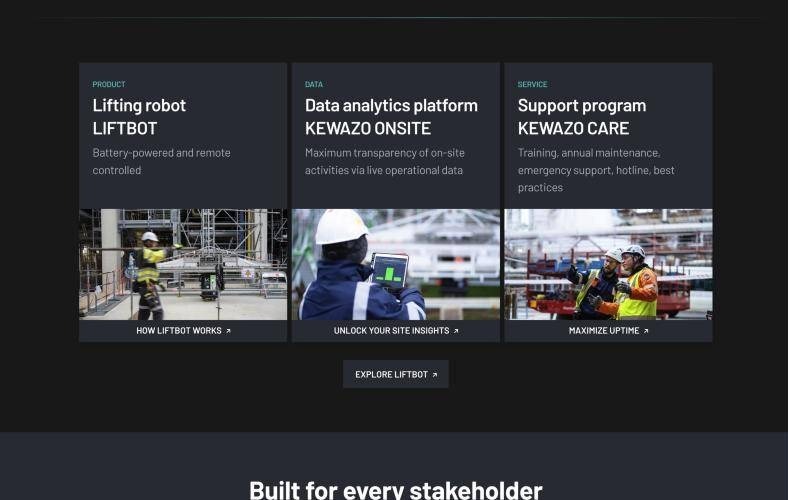 PRODUCT
Lifting robot
LIFTBOT
Battery-powered and remote
controlled
HOW LIFTBOT WORKS ↗
DATA
Data analytics platform
KEWAZO ONSITE
Maximum transparency of on-site
activities via live operational data
UNLOCK YOUR SITE INSIGHTS ↗
SERVICE
Support program
KEWAZO CARE
Training, annual maintenance,
emergency support, hotline, best
practices
MAXIMIZE UPTIME ↗
EXPLORE LIFTBOT ↗
Built for every stakeholder